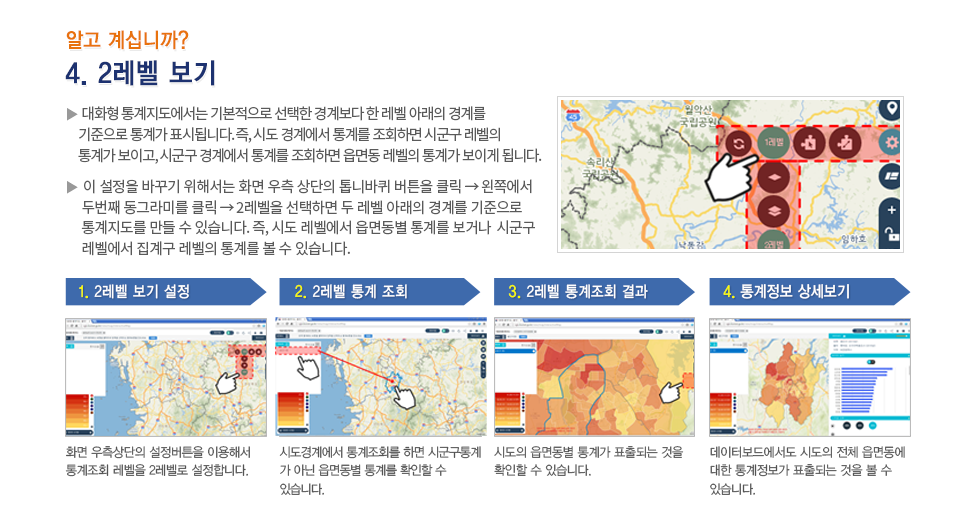 알고 계십니까?
4. 2레벨 보기
▶ 대화형 통계지도에서는 기본적으로 선택한 경계보다 한 레벨 아래의 경계를
기준으로 통계가 표시됩니다. 즉, 시도 경계에서 통계를 조회하면 시군구 레벨의
통계가 보이고, 시군구 경계에서 통계를 조회하면 읍면동 레벨의 통계가 보이게 됩니다.
▶ 이 설정을 바꾸기 위해서는 화면 우측 상단의 톱니바퀴 버튼을 클릭 → 왼쪽에서
두번째 동그라미를 클릭 → 2레벨을 선택하면 두 레벨 아래의 경계를 기준으로
통계지도를 만들 수 있습니다. 즉, 시도 레벨에서 읍면동별 통계를 보거나 시군구
레벨에서 집계구 레벨의 통계를 볼 수 있습니다.
월악산
국립공원
45
1레벨
속리산
국립공원
낙동강
2레벨
임하호
1. 2레벨 보기 설정
2. 2레벨 통계 조회
3. 2레벨 통계조회 결과
4. 통계정보 상세보기
화면 우측상단의 설정버튼을 이용해서
통계조회 레벨을 2레벨로 설정합니다.
시도경계에서 통계조회를 하면 시군구통계
가 아닌 읍면동별 통계를 확인할 수
있습니다.
시도의 읍면동별 통계가 표출되는 것을
확인할 수 있습니다.
데이터보드에서도 시도의 전체 읍면동에
대한 통계정보가 표출되는 것을 볼 수
있습니다.